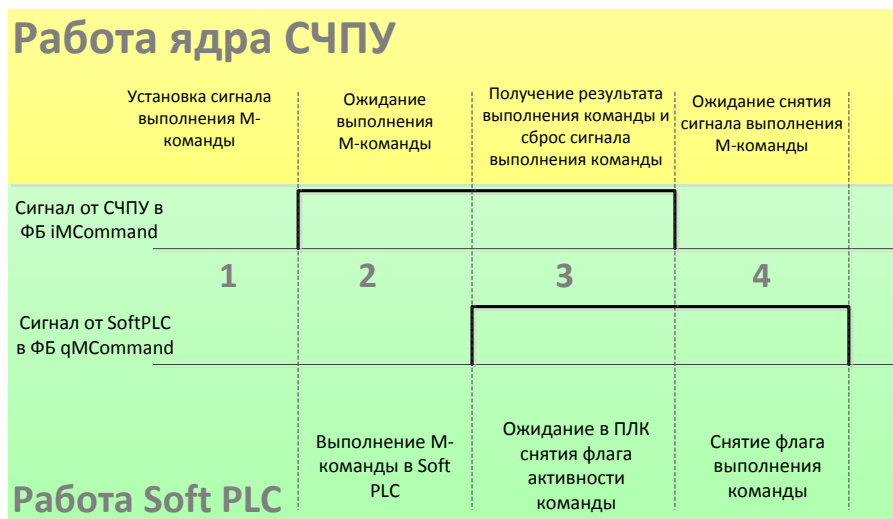 Работа ядра СЧПУ
Установка сигнала
выполнения М-
команды
Ожидание
выполнения
М-команды
Получение результата
выполнения команды и
сброс сигнала
выполнения команды
Ожидание снятия
сигнала выполнения
М-команды
Сигнал от СЧПУ в
ФБ iMCommand
1
2
3
4
Сигнал от SoftPLC
в ФБ qMCommand
Выполнение М-
команды в Soft
PLC
Ожидание в ПЛК
снятия флага
активности
команды
Снятие флага
выполнения
команды
Работа Soft PLC